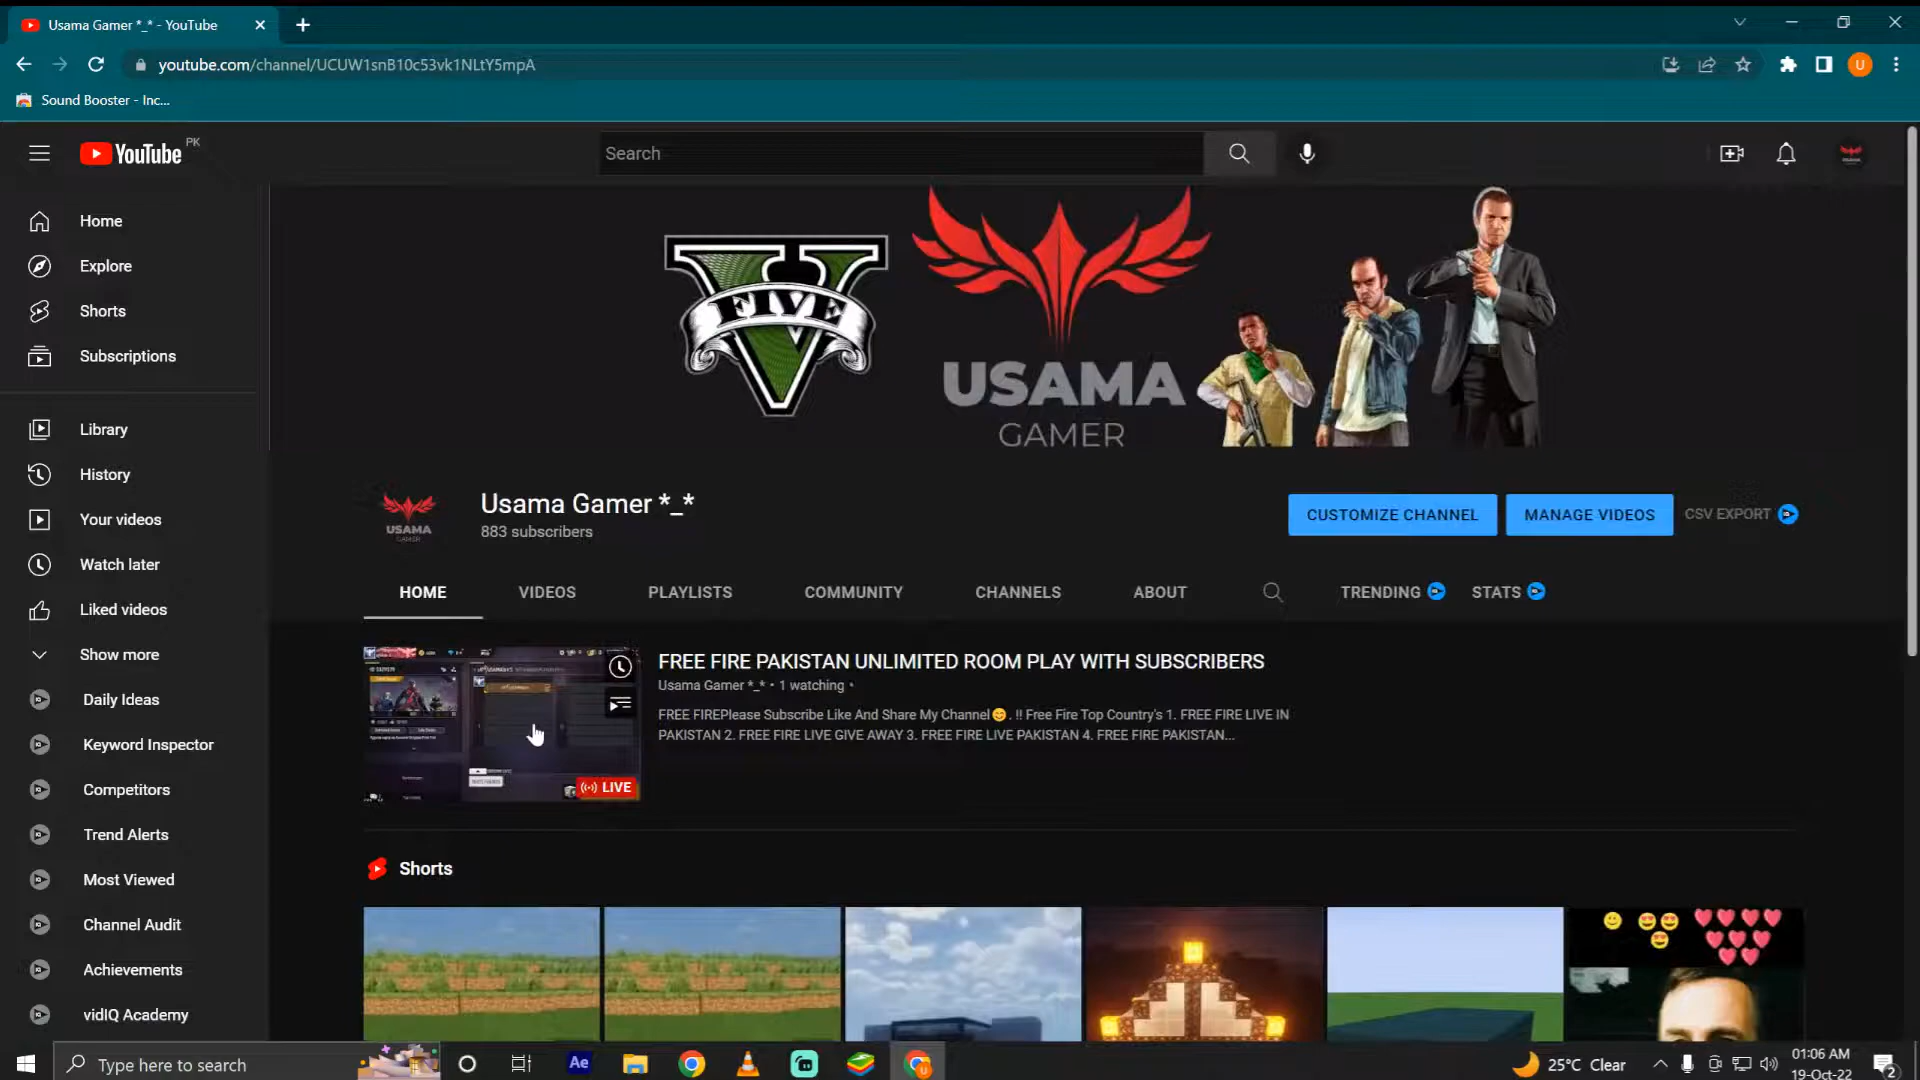 Usama Gamer *_* - YouTube
youtube.com/channel/UCUW1snB10c53vk1NLtY5mpA
U
Sound Booster - Inc...
YouTube
PK
Search
Home
Explore
Shorts
Subscriptions
Library
History
Your videos
Watch later
Liked videos
Show more
Daily Ideas
Keyword Inspector
Competitors
Trend Alerts
Most Viewed
Channel Audit
Achievements
vidIQ Academy
FIVE
USAMA
GAMER
USAMA
GAMER
Usama Gamer *_*
883 subscribers
CUSTOMIZE CHANNEL
MANAGE VIDEOS
CSV EXPORT
HOME
VIDEOS
PLAYLISTS
COMMUNITY
CHANNELS
ABOUT
TRENDING
STATS
LIVE
FREE FIRE PAKISTAN UNLIMITED ROOM PLAY WITH SUBSCRIBERS
Usama Gamer *_* • 1 watching •
FREE FIREPlease Subscribe Like And Share My Channel😊. !! Free Fire Top Country's 1. FREE FIRE LIVE IN
PAKISTAN 2. FREE FIRE LIVE GIVE AWAY 3. FREE FIRE LIVE PAKISTAN 4. FREE FIRE PAKISTAN...
Shorts
Type here to search
Ae
25°C Clear
01:06 AM
19-Oct-22
2